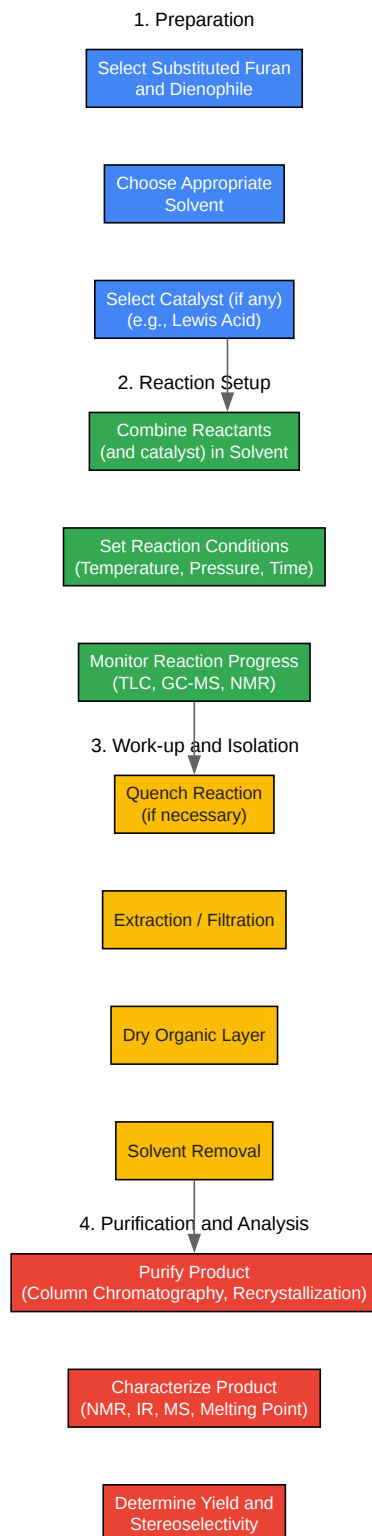 1. Preparation
Select Substituted Furan
and Dienophile
Choose Appropriate
Solvent
Select Catalyst (if any)
(e.g., Lewis Acid)
2. Reaction Setup
Combine Reactants
(and catalyst) in Solvent
Set Reaction Conditions
(Temperature, Pressure, Time)
Monitor Reaction Progress
(TLC, GC-MS, NMR)
3. Work-up and Isolation
Quench Reaction
(if necessary)
Extraction / Filtration
Dry Organic Layer
Solvent Removal
4. Purification and Analysis
Purify Product
(Column Chromatography, Recrystallization)
Characterize Product
(NMR, IR, MS, Melting Point)
Determine Yield and
Stereoselectivity